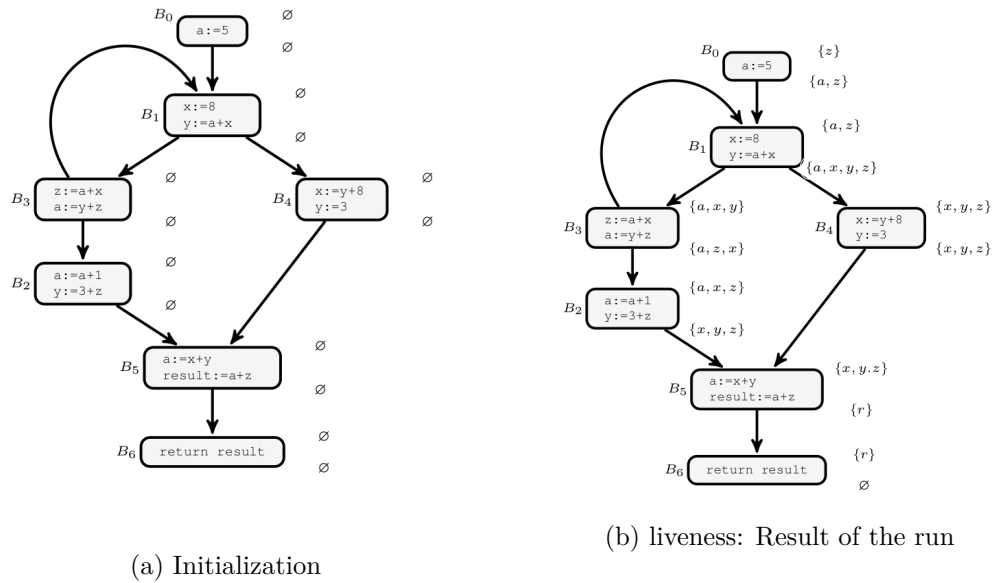 B0
∅
a:=5
∅
B1
∅
x:=8
y:=a+x
∅
B3
∅
z:=a+x
a:=y+z
∅
B4
∅
x:=y+8
y:=3
∅
B2
∅
a:=a+1
y:=3+z
∅
B5
∅
a:=x+y
result:=a+z
∅
B6
∅
return result
∅
(a) Initialization
B0
{z}
a:=5
{a, z}
B1
{a, z}
x:=8
y:=a+x
{a, x, y, z}
B3
{a, x, y}
z:=a+x
a:=y+z
{a, z, x}
B4
{x, y, z}
x:=y+8
y:=3
{x, y, z}
B2
{a, x, z}
a:=a+1
y:=3+z
{x, y, z}
B5
{x, y.z}
a:=x+y
result:=a+z
{r}
B6
{r}
return result
∅
(b) liveness: Result of the run